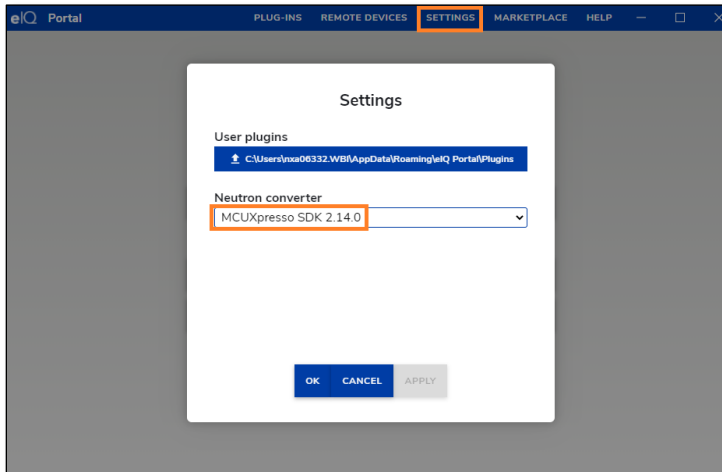 eIQ Portal PLUG-INS REMOTE DEVICES SETTINGS MARKETPLACE HELP
Settings
User plugins
C:\Users\nxa06332.WBI\AppData\Roaming\eIQ Portal\Plugins
Neutron converter
MCUXpresso SDK 2.14.0
OK CANCEL APPLY